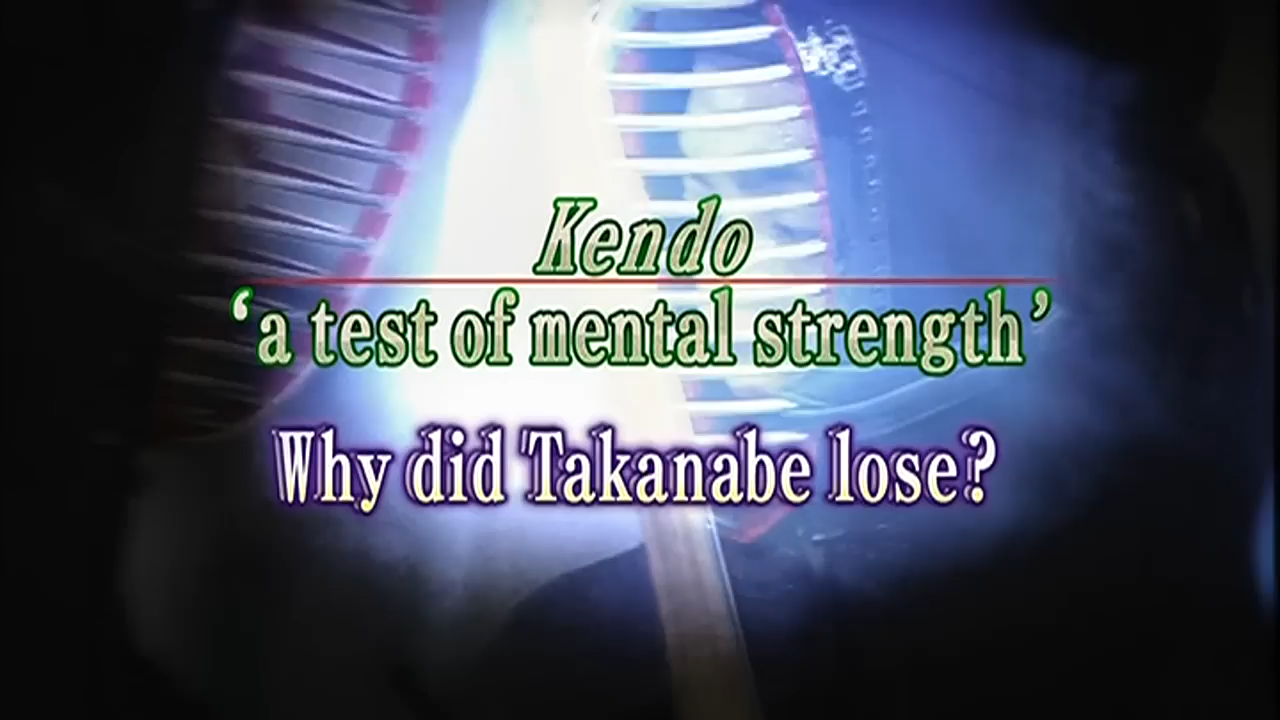 Kendo
‘a test of mental strength’
Why did Takanabe lose?